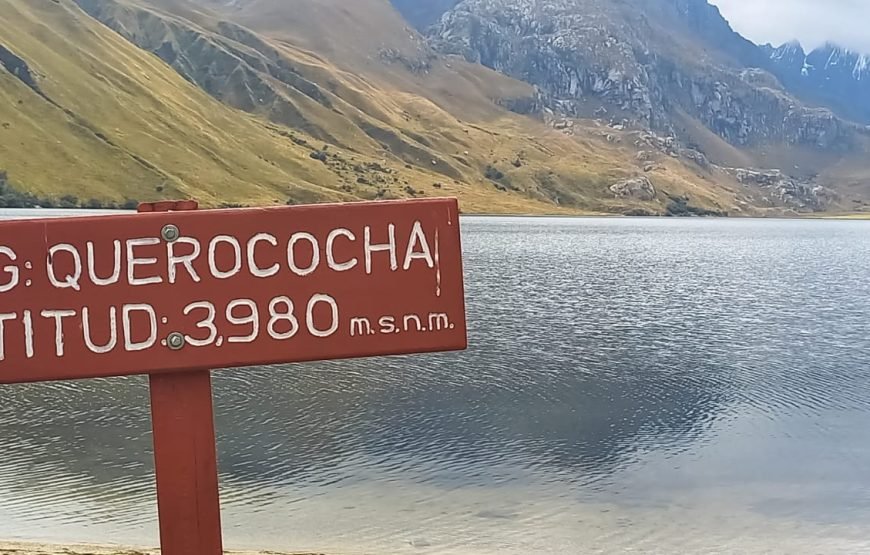 G: QUEROCOCHA
TITUD: 3,980 m.s.n.m.